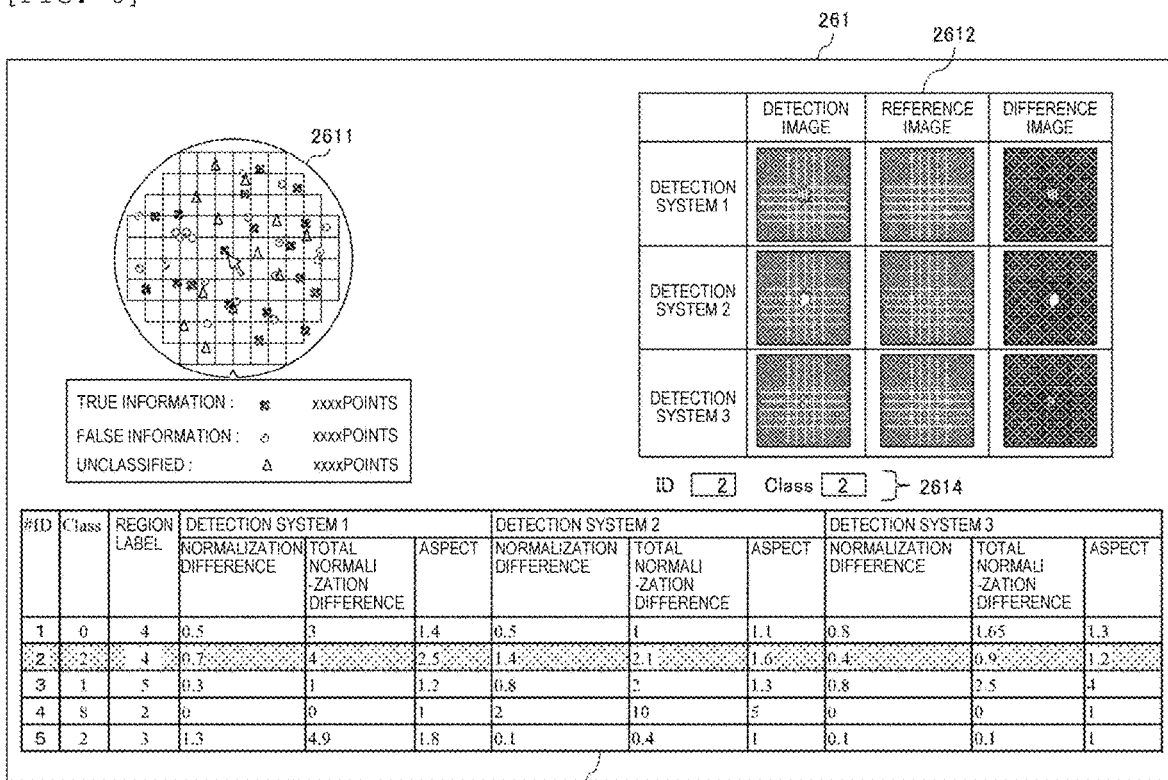 261
2612
2611
DETECTION IMAGE
REFERENCE IMAGE
DIFFERENCE IMAGE
DETECTION SYSTEM 1
DETECTION SYSTEM 2
DETECTION SYSTEM 3
TRUE INFORMATION : xxxxPOINTS
FALSE INFORMATION : xxxxPOINTS
UNCLASSIFIED : Δ xxxxPOINTS
ID 2 Class 2 2614
#ID Class REGION LABEL DETECTION SYSTEM 1 DETECTION SYSTEM 2 DETECTION SYSTEM 3
NORMALIZATION DIFFERENCE TOTAL NORMALI -ZATION DIFFERENCE ASPECT NORMALIZATION DIFFERENCE TOTAL NORMALI -ZATION DIFFERENCE ASPECT NORMALIZATION DIFFERENCE TOTAL NORMALI -ZATION DIFFERENCE ASPECT
1 0 4 0.5 3 1.4 0.5 1 1.1 0.8 1.65 1.3
2 2 4 0.7 4 2.5 1.4 2.1 1.6 0.4 0.9 1.2
3 1 5 0.3 1 1.2 0.8 2 1.3 0.8 2.5 4
4 8 2 0 0 1 2 10 5 0 0 1
5 2 3 1.3 4.9 1.8 0.1 0.4 1 0.1 0.1 1